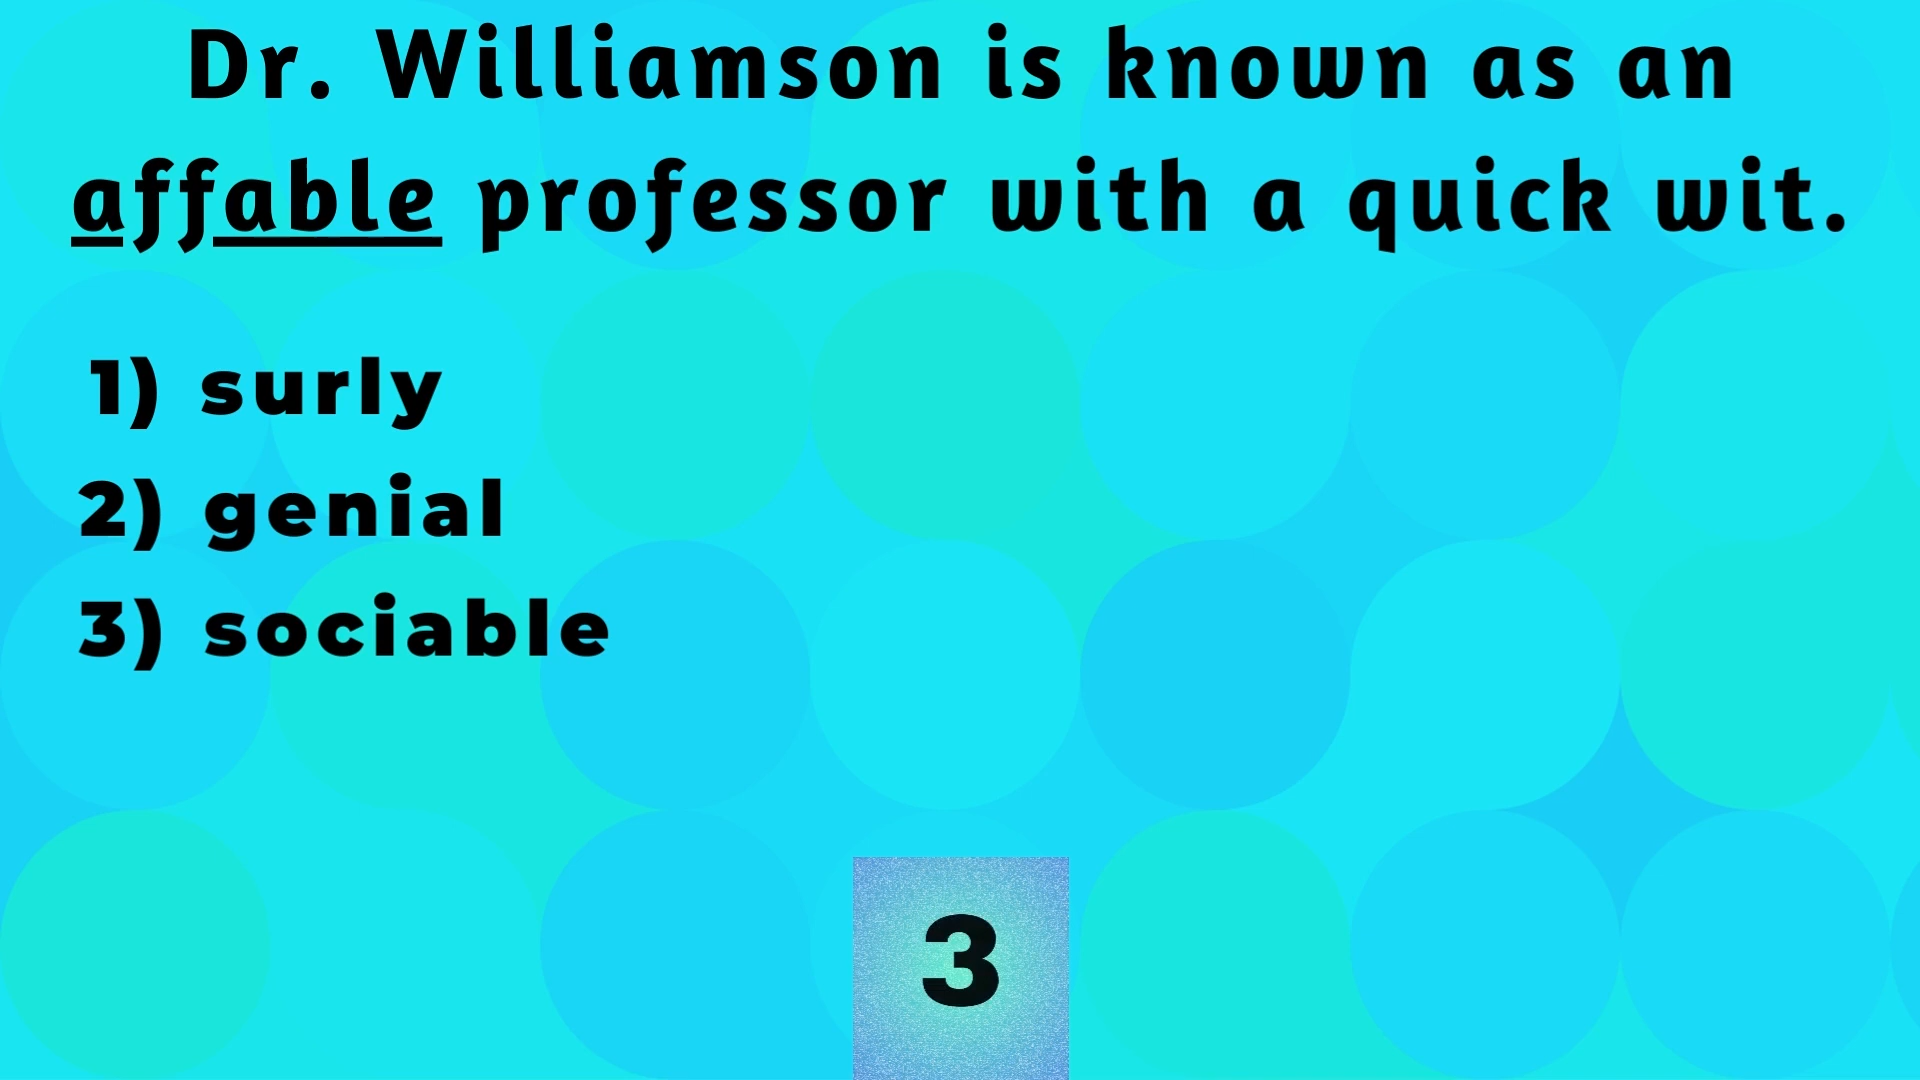 Dr. Williamson is known as an
affable professor with a quick wit.
1) surly
2) genial
3) sociable
3